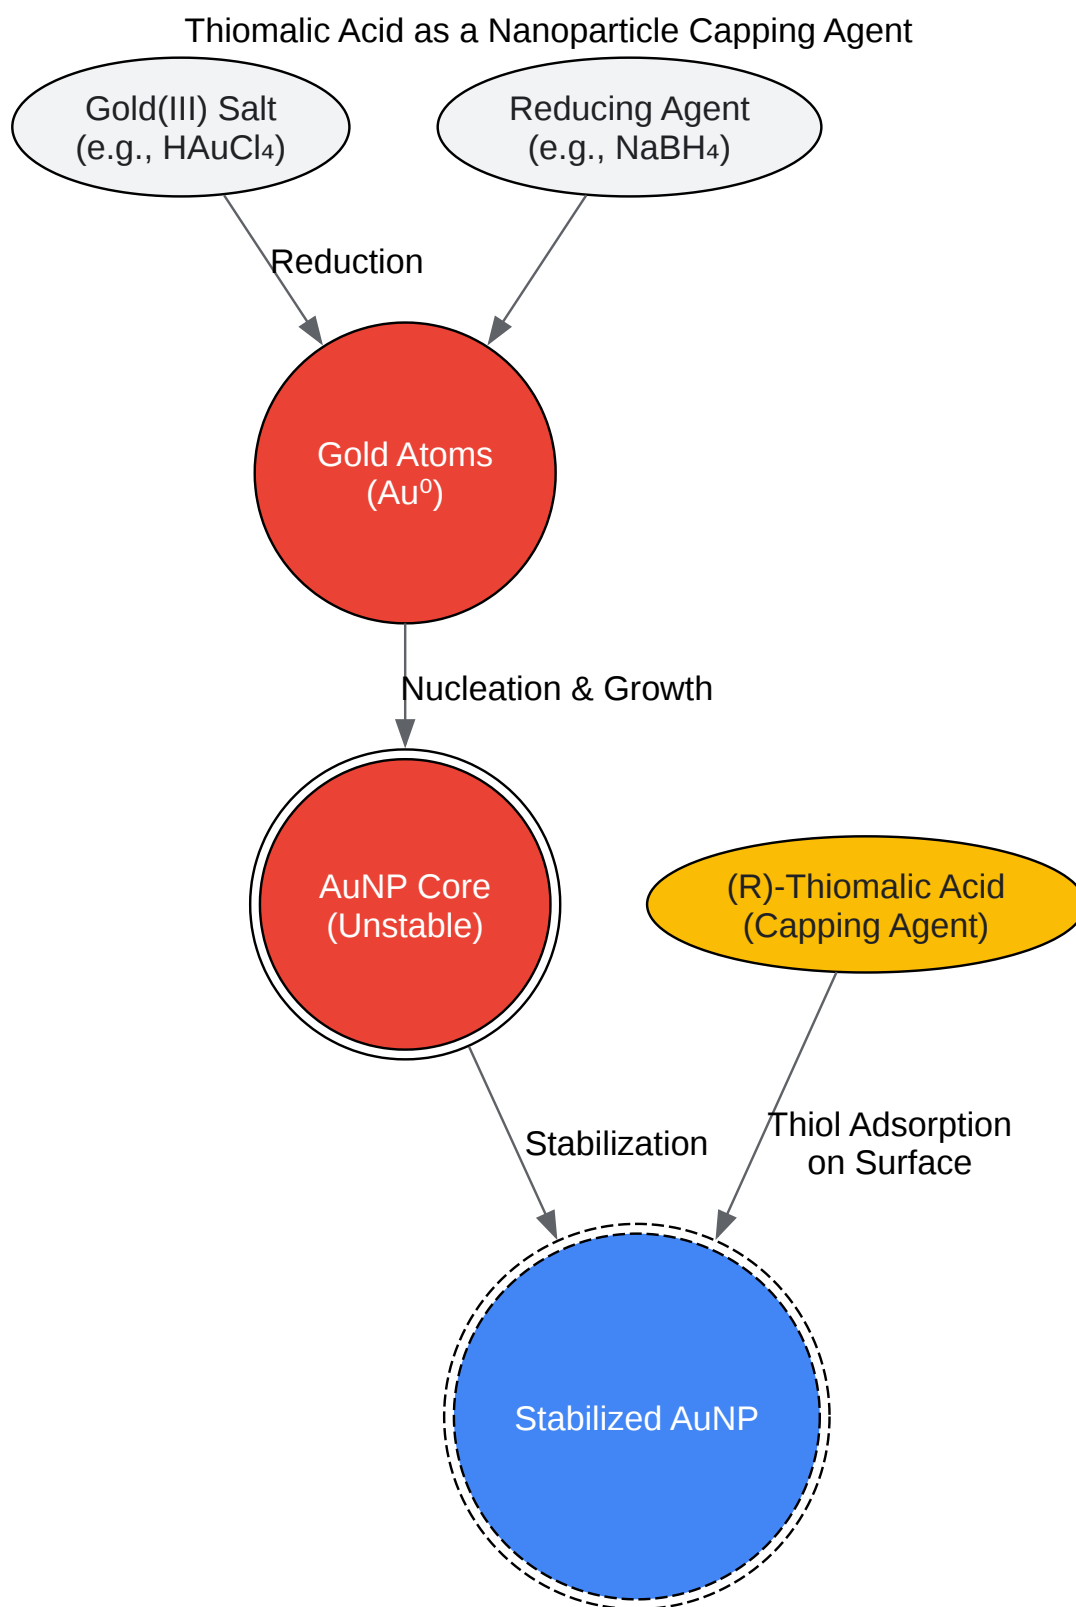 Thiomalic Acid as a Nanoparticle Capping Agent
Gold(III) Salt
(e.g., HAuCl₄)
Reducing Agent
(e.g., NaBH₄)
Reduction
Gold Atoms
(Au⁰)
Nucleation & Growth
AuNP Core
(Unstable)
(R)-Thiomalic Acid
(Capping Agent)
Stabilization
Thiol Adsorption
on Surface
Stabilized AuNP